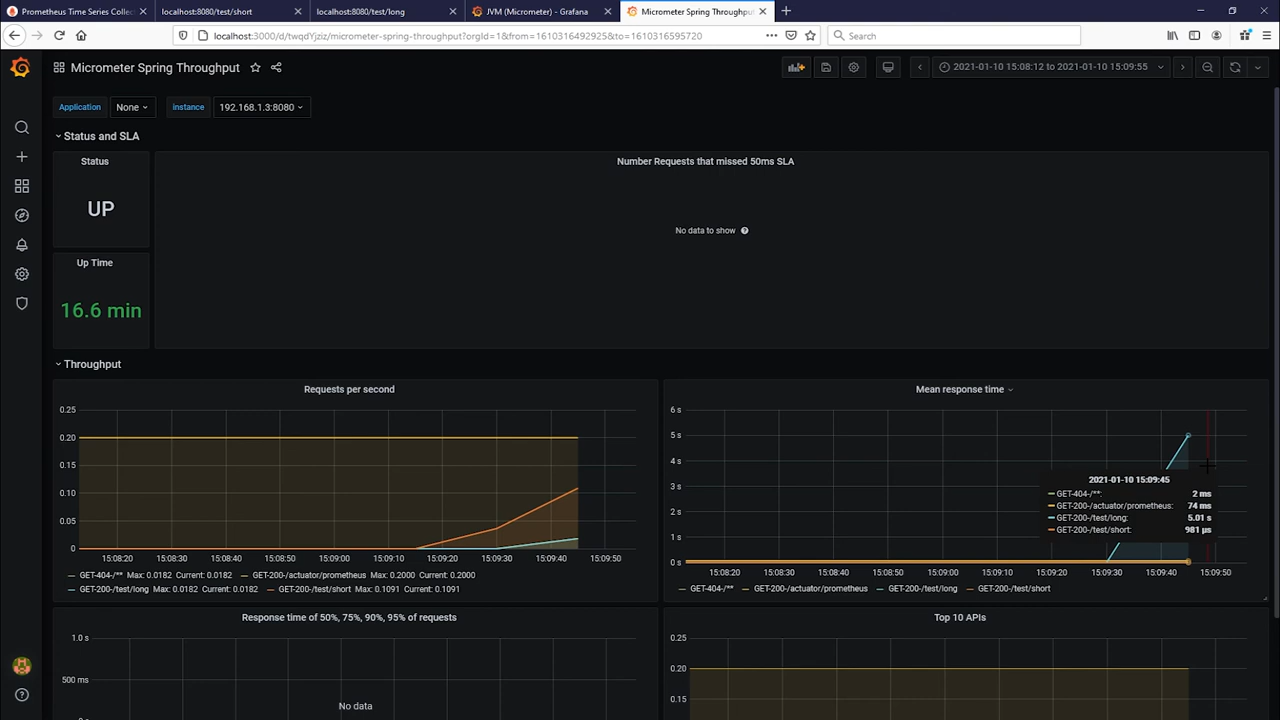 Prometheus Time Series Collec
localhost:8080/test/short
localhost:8080/test/long
JVM (Micrometer) - Grafana
Micrometer Spring Throughput
localhost:3000/d/twqdYjziz/micrometer-spring-throughput?orgId=1&from=1610316492925&to=1610316595720
Search
Micrometer Spring Throughput
2021-01-10 15:08:12 to 2021-01-10 15:09:55
Application None instance 192.168.1.3:8080
Status and SLA
Status
UP
Number Requests that missed 50ms SLA
No data to show
Up Time
16.6 min
Throughput
Requests per second
0.25
0.20
0.15
0.10
0.05
0
15:08:20 15:08:30 15:08:40 15:08:50 15:09:00 15:09:10 15:09:20 15:09:30 15:09:40 15:09:50
GET-404-/** Max: 0.0182 Current: 0.0182 GET-200-/actuator/prometheus Max: 0.2000 Current: 0.2000
GET-200-/test/long Max: 0.0182 Current: 0.0182 GET-200-/test/short Max: 0.1091 Current: 0.1091
Mean response time
6 s
5 s
4 s
3 s
2 s
1 s
0 s
2021-01-10 15:09:45
GET-404-/**: 2 ms
GET-200-/actuator/prometheus: 74 ms
GET-200-/test/long: 5.01 s
GET-200-/test/short: 981 µs
15:08:20 15:08:30 15:08:40 15:08:50 15:09:00 15:09:10 15:09:20 15:09:30 15:09:40 15:09:50
GET-404-/** GET-200-/actuator/prometheus GET-200-/test/long GET-200-/test/short
Response time of 50%, 75%, 90%, 95% of requests
1.0 s
500 ms
No data
Top 10 APIs
0.25
0.20
0.15